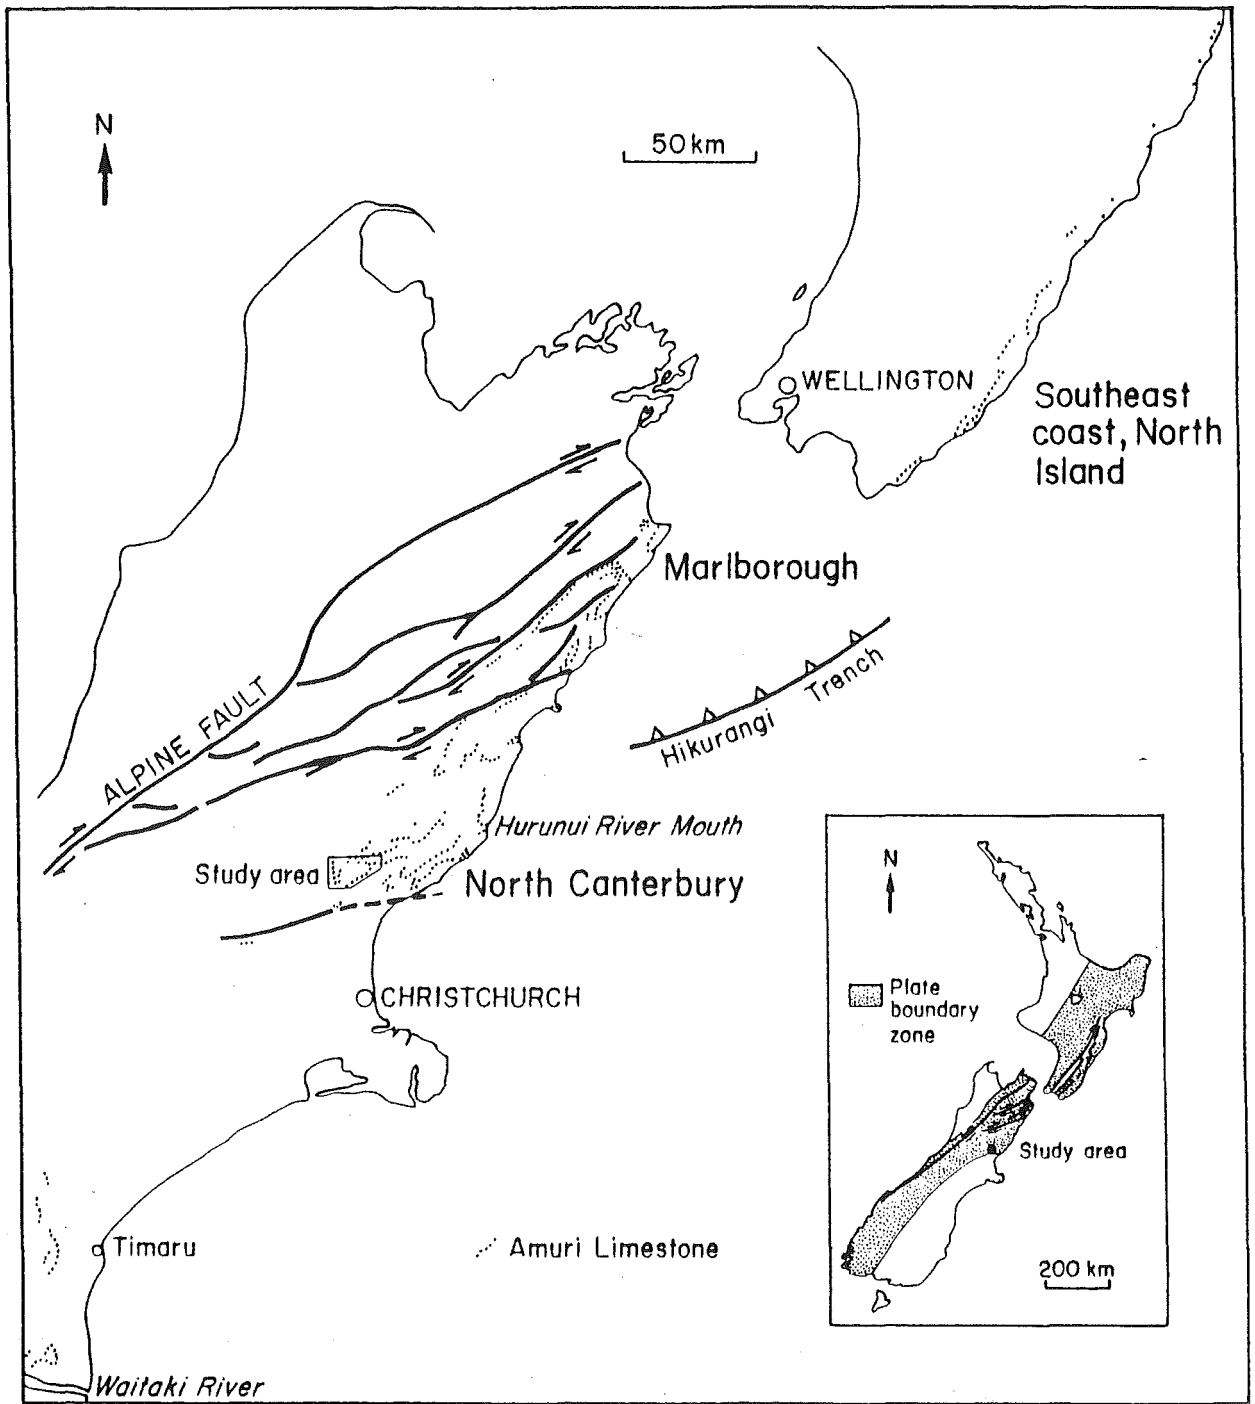 N
50 km
WELLINGTON
Southeast
coast, North
Island
Marlborough
ALPINE FAULT
Hikurangi Trench
Hurunui River Mouth
Study area
North Canterbury
CHRISTCHURCH
Timaru
Amuri Limestone
Waitaki River
N
Plate
boundary
zone
Study area
200 km